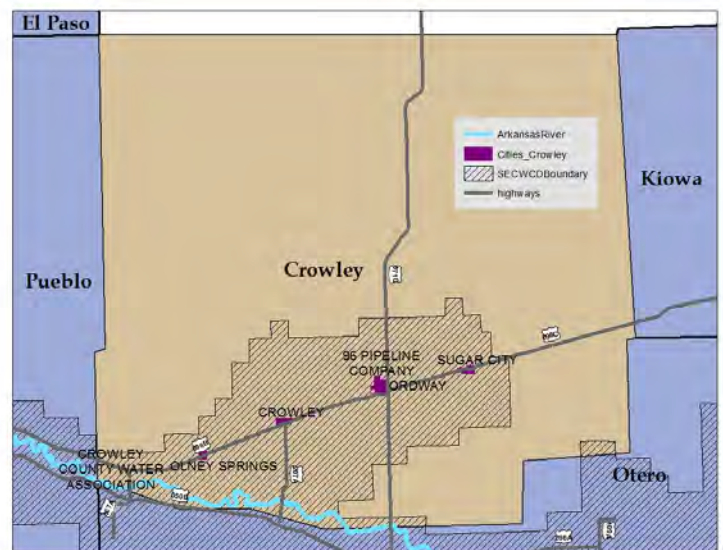 El Paso
ArkansasRiver
Cities_Crowley
SECWCDBoundary
highways
Kiowa
Pueblo
Crowley
96 PIPELINE
COMPANY
SUGAR CITY
ORDWAY
CROWLEY
CROWLEY
COUNTY WATER
ASSOCIATION
OLNEY SPRINGS
Otero